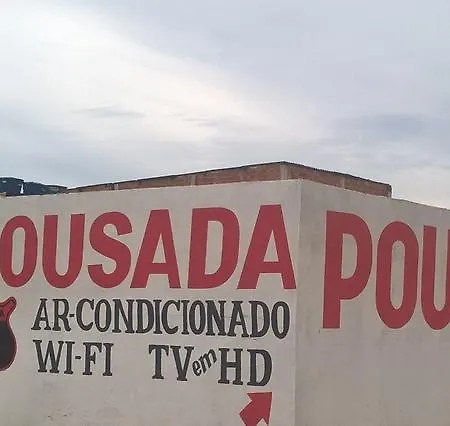 OUSADA
AR-CONDICIONADO
WI-FI TV em HD
POU